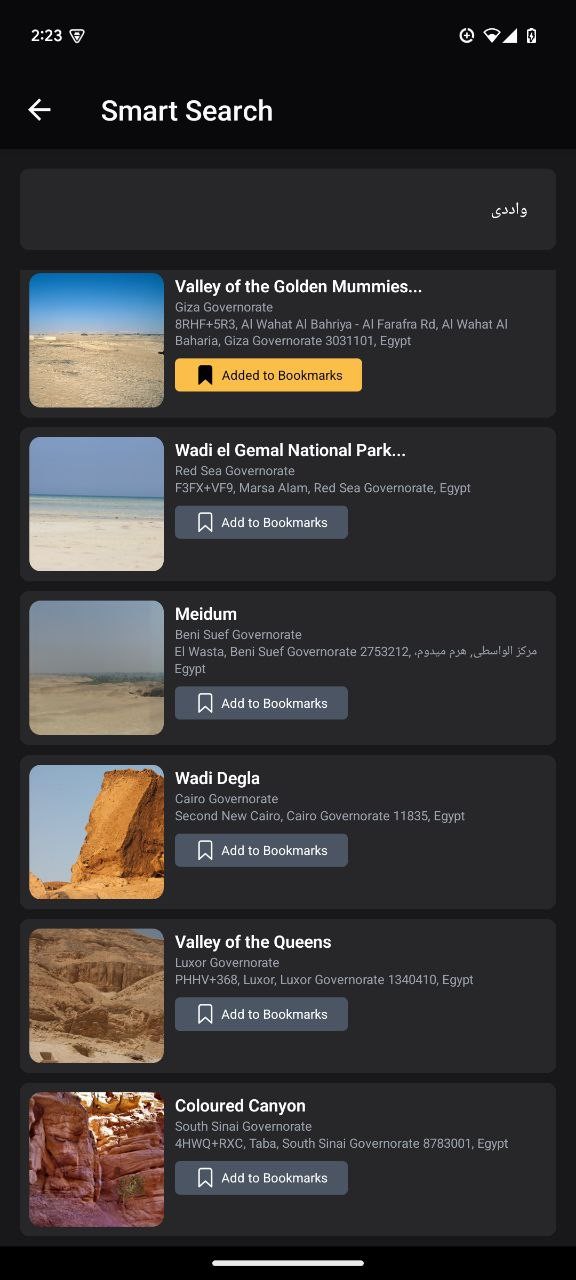 2:23
Smart Search
واددى
Valley of the Golden Mummies...
Giza Governorate
8RHF+5R3, Al Wahat Al Bahriya - Al Farafra Rd, Al Wahat Al
Baharia, Giza Governorate 3031101, Egypt
Added to Bookmarks
Wadi el Gemal National Park...
Red Sea Governorate
F3FX+VF9, Marsa Alam, Red Sea Governorate, Egypt
Add to Bookmarks
Meidum
Beni Suef Governorate
El Wasta, Beni Suef Governorate 2753212, مركز الواسطى, هرم ميدوم،
Egypt
Add to Bookmarks
Wadi Degla
Cairo Governorate
Second New Cairo, Cairo Governorate 11835, Egypt
Add to Bookmarks
Valley of the Queens
Luxor Governorate
PHHV+368, Luxor, Luxor Governorate 1340410, Egypt
Add to Bookmarks
Coloured Canyon
South Sinai Governorate
4HWQ+RXC, Taba, South Sinai Governorate 8783001, Egypt
Add to Bookmarks